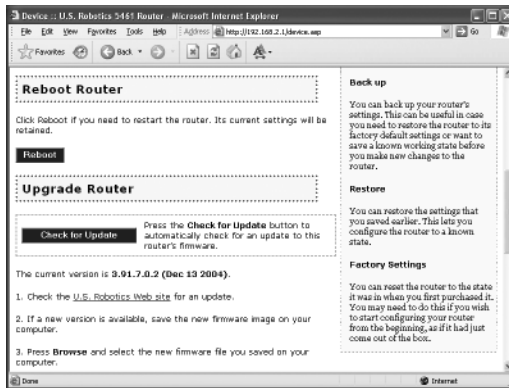 Device :: U.S. Robotics 5461 Router - Microsoft Internet Explorer
File Edit View Favorites Tools Help Address http://192.168.2.1/device.asp Go
Favorites Back
Reboot Router
Click Reboot if you need to restart the router. Its current settings will be
retained.
Reboot
Upgrade Router
Check for Update
Press the Check for Update button to
automatically check for an update to this
router's firmware.
The current version is 3.91.7.0.2 (Dec 13 2004).
1. Check the U.S. Robotics Web site for an update.
2. If a new version is available, save the new firmware image on your
computer.
3. Press Browse and select the new firmware file you saved on your
computer.
Back up
You can back up your router's
settings. This can be useful in case
you need to restore the router to its
factory default settings or want to
save a known working state before
you make new changes to the
router.
Restore
You can restore the settings that
you saved earlier. This lets you
configure the router to a known
state.
Factory Settings
You can reset the router to the state
it was in when you first purchased it.
You may need to do this if you wish
to start configuring your router
from the beginning, as if it had just
come out of the box.
Done Internet